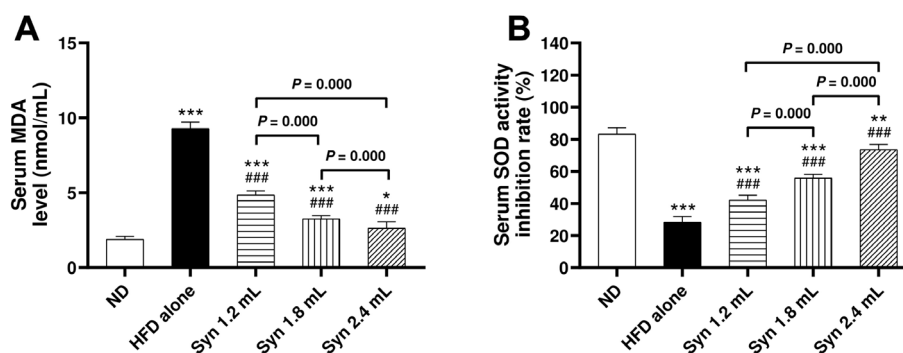 A
Serum MDA
level (nmol/mL)
15
10
5
0
***
***
###
***
###
*
###
P = 0.000
P = 0.000
P = 0.000
ND
HFD alone
Syn 1.2 mL
Syn 1.8 mL
Syn 2.4 mL
B
Serum SOD activity
inhibition rate (%)
140
120
100
80
60
40
20
0
***
***
###
***
###
**
###
P = 0.000
P = 0.000
P = 0.000
ND
HFD alone
Syn 1.2 mL
Syn 1.8 mL
Syn 2.4 mL